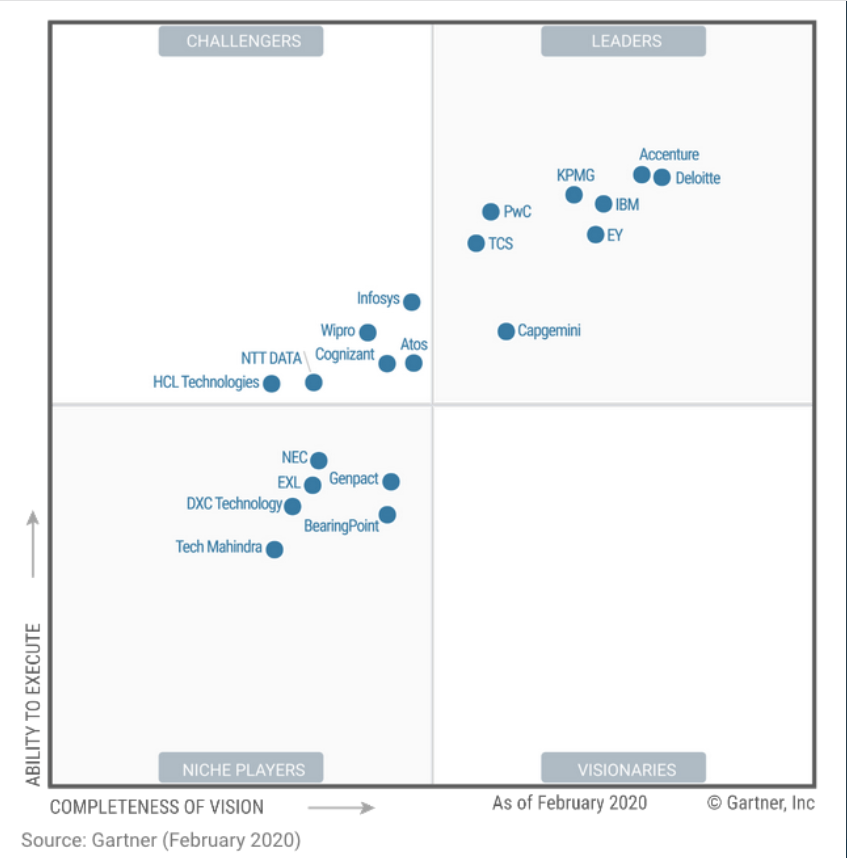 CHALLENGERS
LEADERS
Accenture
KPMG
Deloitte
IBM
PwC
EY
TCS
Infosys
Wipro
Capgemini
Atos
NTT DATA
Cognizant
HCL Technologies
NEC
EXL
Genpact
DXC Technology
BearingPoint
Tech Mahindra
ABILITY TO EXECUTE
NICHE PLAYERS
VISIONARIES
COMPLETENESS OF VISION
As of February 2020
© Gartner, Inc
Source: Gartner (February 2020)